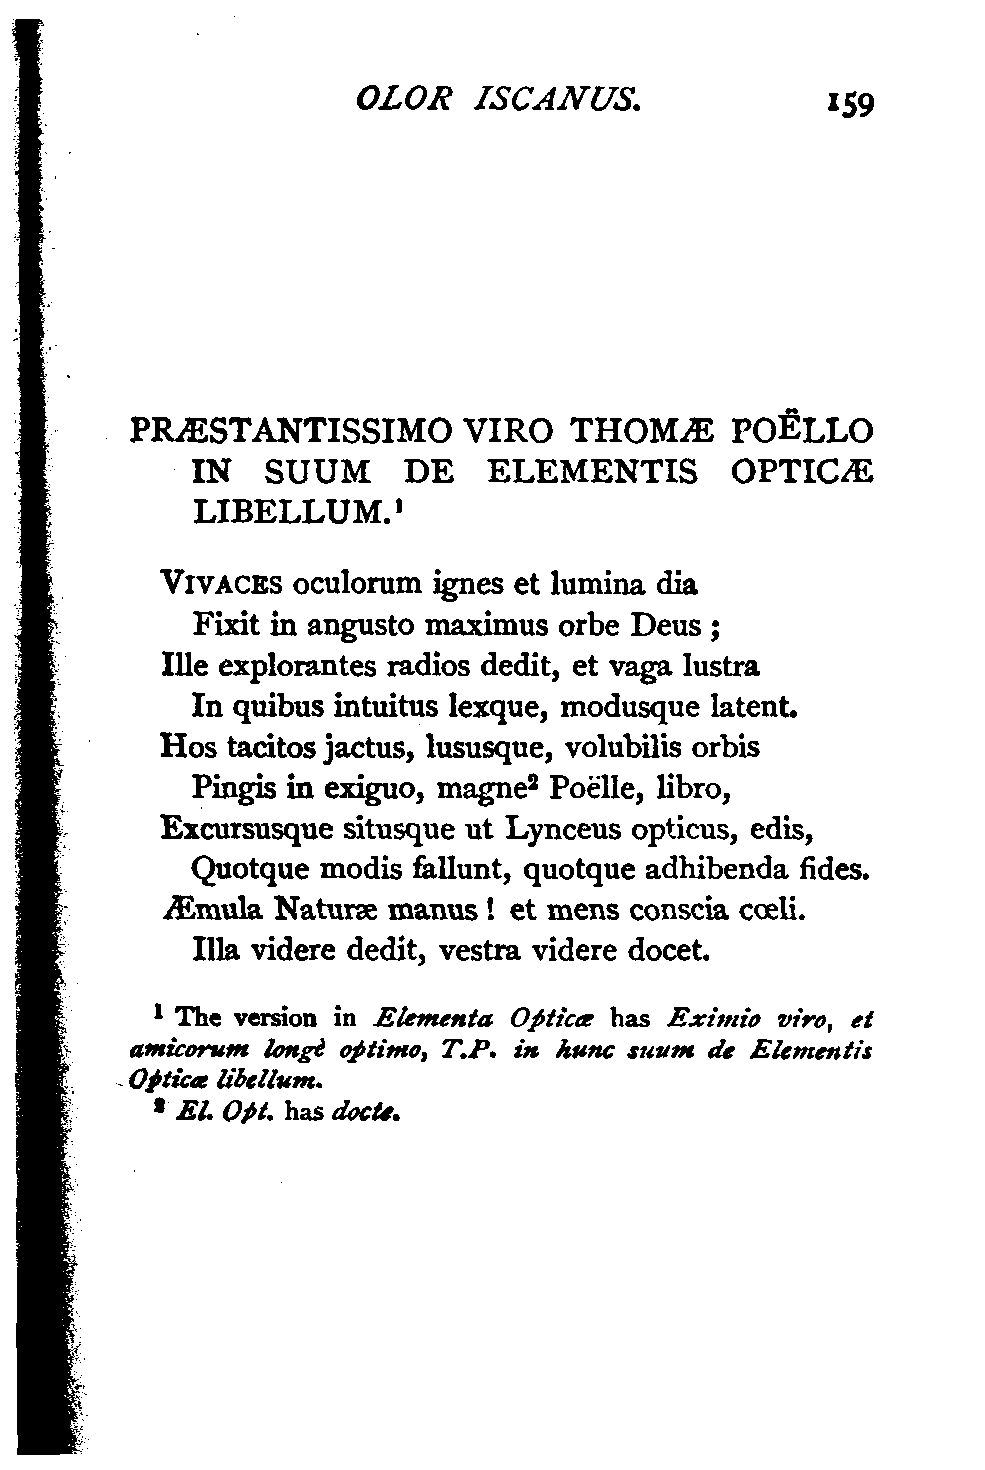 OLOR ISCANUS. 159
PRÆSTANTISSIMO VIRO THOMÆ POËLLO
IN SUUM DE ELEMENTIS OPTICÆ
LIBELLUM.¹
VIVACES oculorum ignes et lumina dia
Fixit in angusto maximus orbe Deus ;
Ille explorantes radios dedit, et vaga lustra
In quibus intuitus lexque, modusque latent.
Hos tacitos jactus, lususque, volubilis orbis
Pingis in exiguo, magne² Poëlle, libro,
Excursusque situsque ut Lynceus opticus, edis,
Quotque modis fallunt, quotque adhibenda fides.
Æmula Naturæ manus ! et mens conscia cœli.
Illa videre dedit, vestra videre docet.
¹ The version in Elementa Opticæ has Eximio viro, et
amicorum longè optimo, T.P. in hunc suum de Elementis
Opticæ libellum.
² El. Opt. has docte.